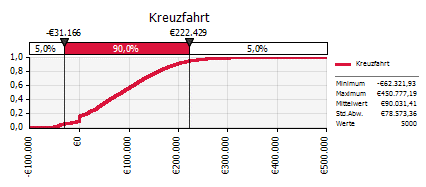 Kreuzfahrt
-€31.166 €222.429
5,0% 90,0% 5,0%
1,0
0,8
0,6
0,4
0,2
0,0
-€100.000 €0 €100.000 €200.000 €300.000 €400.000 €500.000
Kreuzfahrt
Minimum -€62.321,93
Maximum €450.777,19
Mittelwert €90.031,41
Std.Abw. €78.573,36
Werte 5000